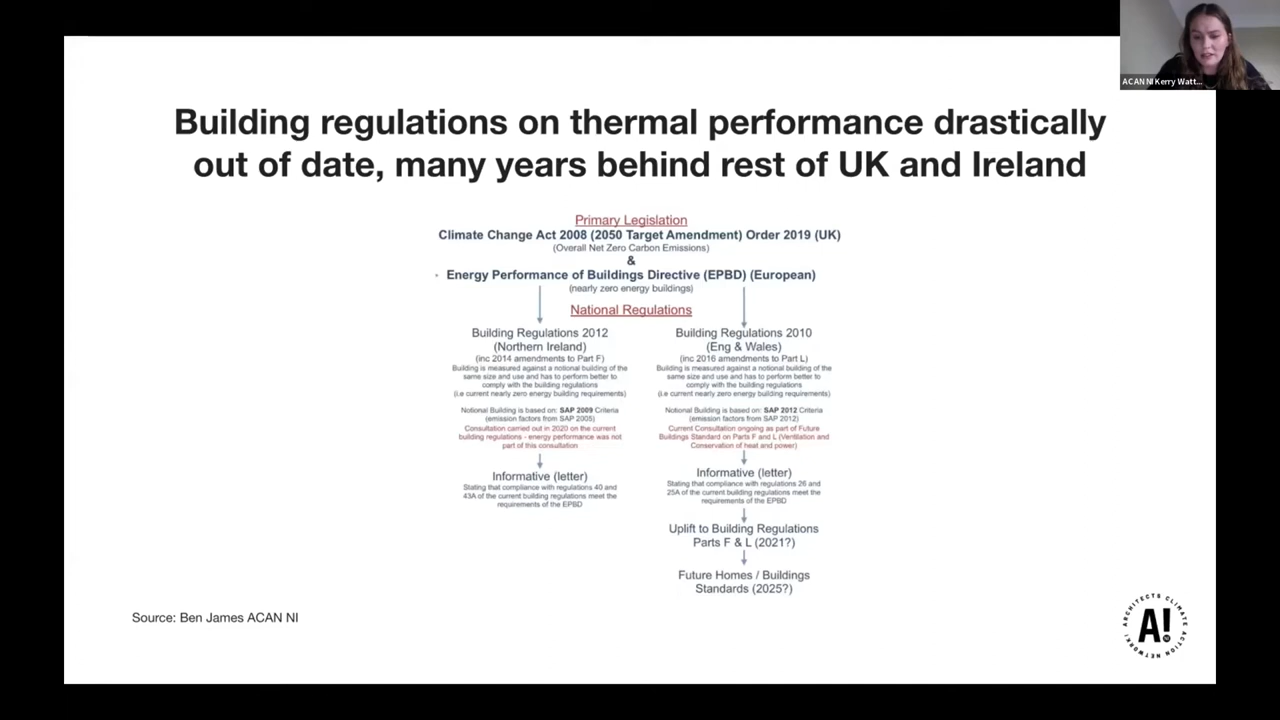 ACAN NI Kerry Watt...
Building regulations on thermal performance drastically
out of date, many years behind rest of UK and Ireland
Primary Legislation
Climate Change Act 2008 (2050 Target Amendment) Order 2019 (UK)
(Overall Net Zero Carbon Emissions)
&
Energy Performance of Buildings Directive (EPBD) (European)
(nearly zero energy buildings)
National Regulations
Building Regulations 2012
(Northern Ireland)
(inc 2014 amendments to Part F)
Building is measured against a notional building of the
same size and use and has to perform better to
comply with the building regulations
(i.e current nearly zero energy building requirements)
Notional Building is based on: SAP 2009 Criteria
(emission factors from SAP 2005)
Consultation carried out in 2020 on the current
building regulations - energy performance was not
part of this consultation
Informative (letter)
Stating that compliance with regulations 40 and
43A of the current building regulations meet the
requirements of the EPBD
Building Regulations 2010
(Eng & Wales)
(inc 2016 amendments to Part L)
Building is measured against a notional building of the
same size and use and has to perform better to
comply with the building regulations
(i.e current nearly zero energy building requirements)
Notional Building is based on: SAP 2012 Criteria
(emission factors from SAP 2012)
Current Consultation ongoing as part of Future
Buildings Standard on Parts F and L (Ventilation and
Conservation of heat and power)
Informative (letter)
Stating that compliance with regulations 26 and
25A of the current building regulations meet the
requirements of the EPBD
Uplift to Building Regulations
Parts F & L (2021?)
Future Homes / Buildings
Standards (2025?)
Source: Ben James ACAN NI
ARCHITECTS CLIMATE ACTION NETWORK!
A!